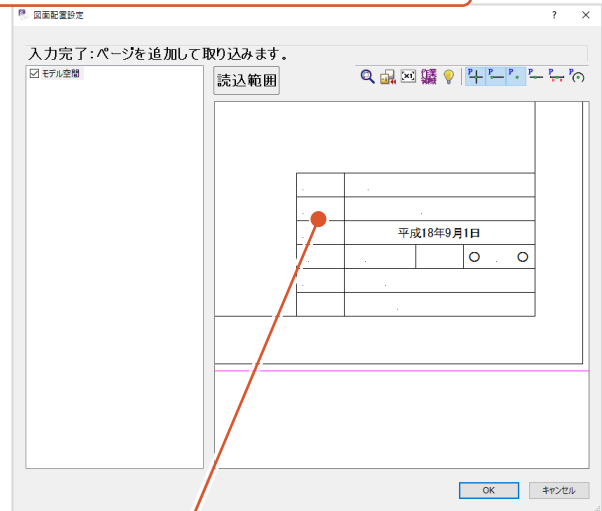 図面配置設定
? ×
入力完了:ページを追加して取り込みます。
モデル空間
読込範囲
平成18年9月1日
○ . ○
OK
キャンセル